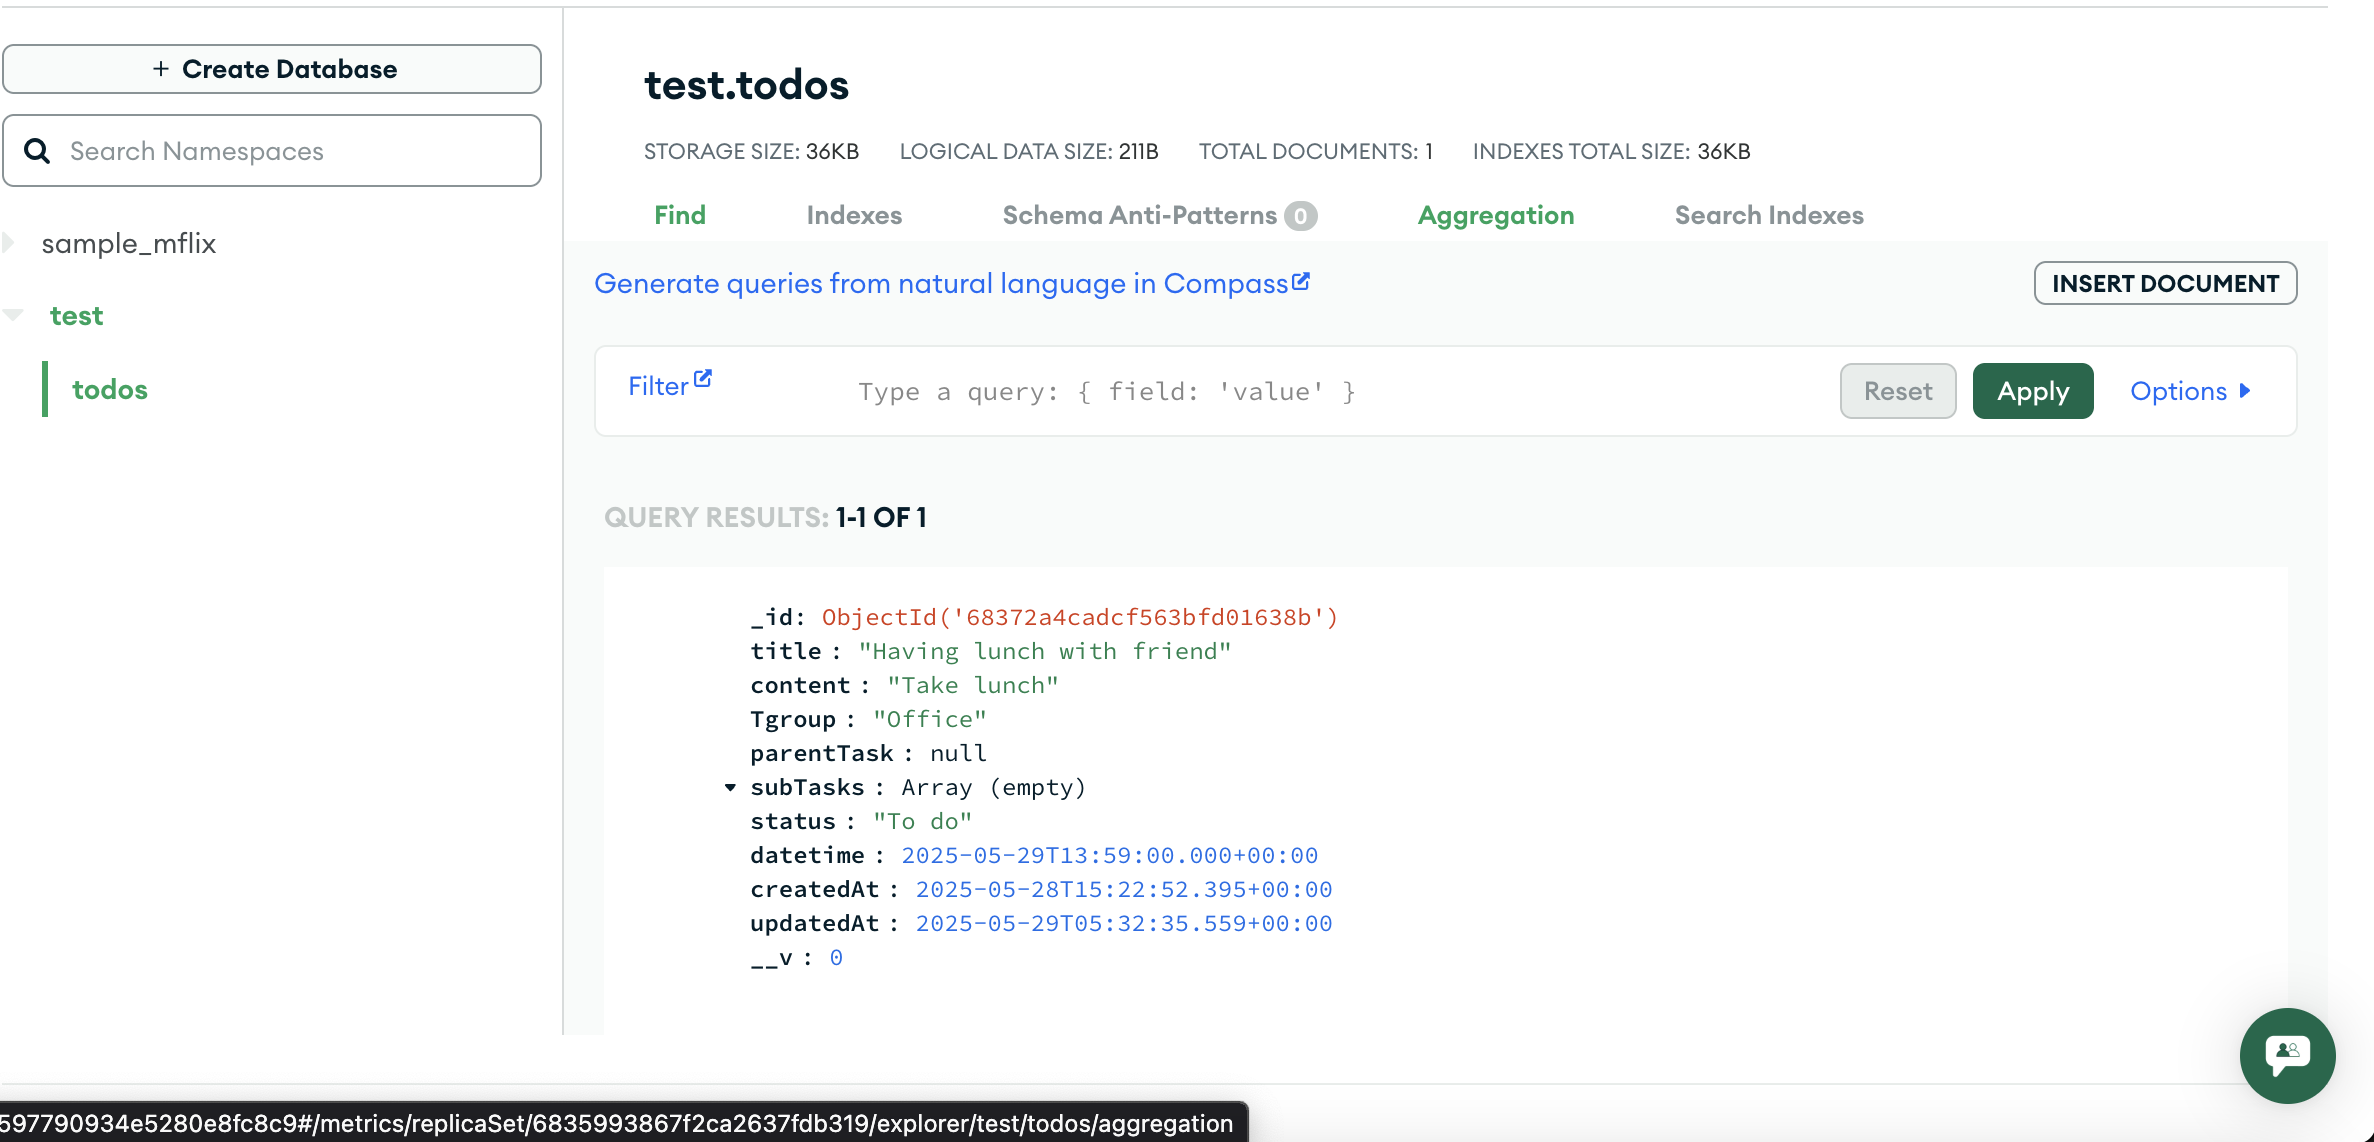 + Create Database
Search Namespaces
sample_mflix
test
todos
test.todos
STORAGE SIZE: 36KB LOGICAL DATA SIZE: 211B TOTAL DOCUMENTS: 1 INDEXES TOTAL SIZE: 36KB
Find Indexes Schema Anti-Patterns 0 Aggregation Search Indexes
Generate queries from natural language in Compass
INSERT DOCUMENT
Filter Type a query: { field: 'value' } Reset Apply Options
QUERY RESULTS: 1-1 OF 1
_id: ObjectId('68372a4cadcf563bfd01638b')
title : "Having lunch with friend"
content : "Take lunch"
Tgroup : "Office"
parentTask : null
subTasks : Array (empty)
status : "To do"
datetime : 2025-05-29T13:59:00.000+00:00
createdAt : 2025-05-28T15:22:52.395+00:00
updatedAt : 2025-05-29T05:32:35.559+00:00
__v : 0
597790934e5280e8fc8c9#/metrics/replicaSet/6835993867f2ca2637fdb319/explorer/test/todos/aggregation